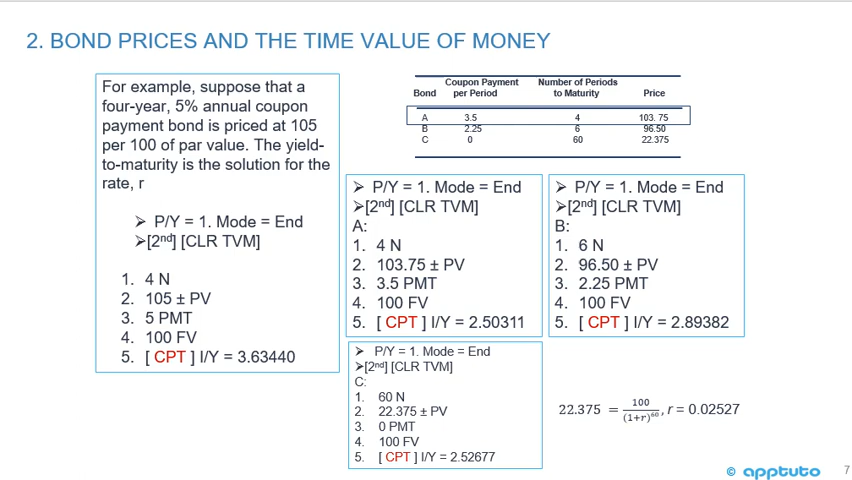 2. BOND PRICES AND THE TIME VALUE OF MONEY
For example, suppose that a
four-year, 5% annual coupon
payment bond is priced at 105
per 100 of par value. The yield-
to-maturity is the solution for the
rate, r
➢ P/Y = 1. Mode = End
➢[2nd] [CLR TVM]
1. 4 N
2. 105 ± PV
3. 5 PMT
4. 100 FV
5. [ CPT ] I/Y = 3.63440
Bond Coupon Payment per Period Number of Periods to Maturity Price
A 3.5 4 103. 75
B 2.25 6 96.50
C 0 60 22.375
➢ P/Y = 1. Mode = End
➢[2nd] [CLR TVM]
A:
1. 4 N
2. 103.75 ± PV
3. 3.5 PMT
4. 100 FV
5. [ CPT ] I/Y = 2.50311
➢ P/Y = 1. Mode = End
➢[2nd] [CLR TVM]
B:
1. 6 N
2. 96.50 ± PV
3. 2.25 PMT
4. 100 FV
5. [ CPT ] I/Y = 2.89382
➢ P/Y = 1. Mode = End
➢[2nd] [CLR TVM]
C:
1. 60 N
2. 22.375 ± PV
3. 0 PMT
4. 100 FV
5. [ CPT ] I/Y = 2.52677
22.375 = 100/(1+r)^60, r = 0.02527
© apptuto
7